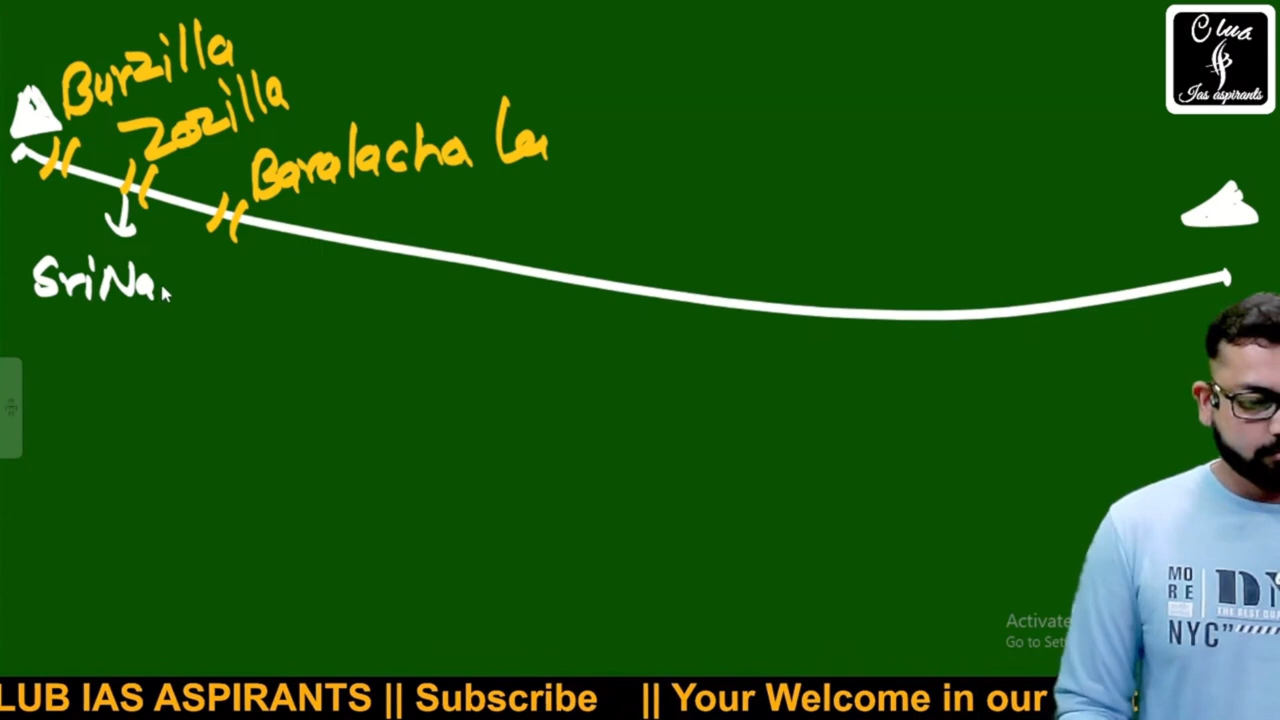 Burzilla
Zozilla
Baralacha La
SriNa
C lua
Ias aspirants
MO
RE
NYC"
Activate
Go to Set
LUB IAS ASPIRANTS || Subscribe || Your Welcome in our